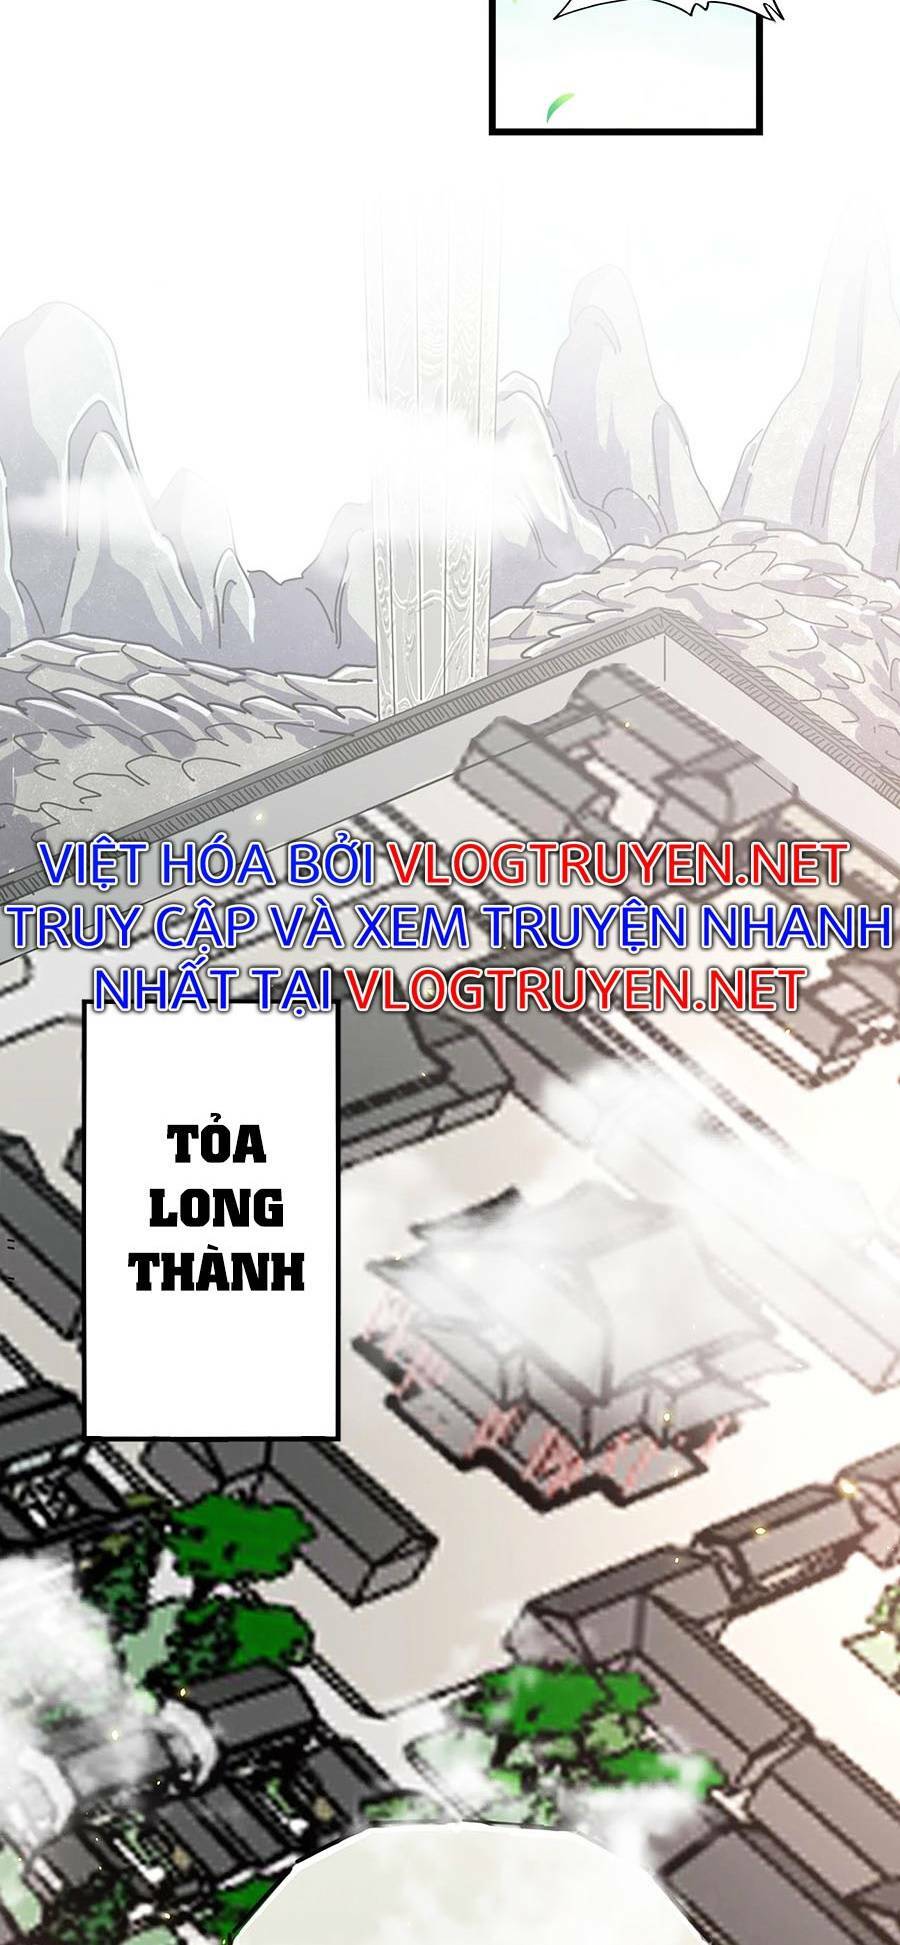 VIỆT HÓA BỞI VLOGTRUYEN.NET
TRUY CẬP VÀ XEM TRUYỆN NHANH
NHẤT TẠI VLOGTRUYEN.NET
TỎA
LONG
THÀNH